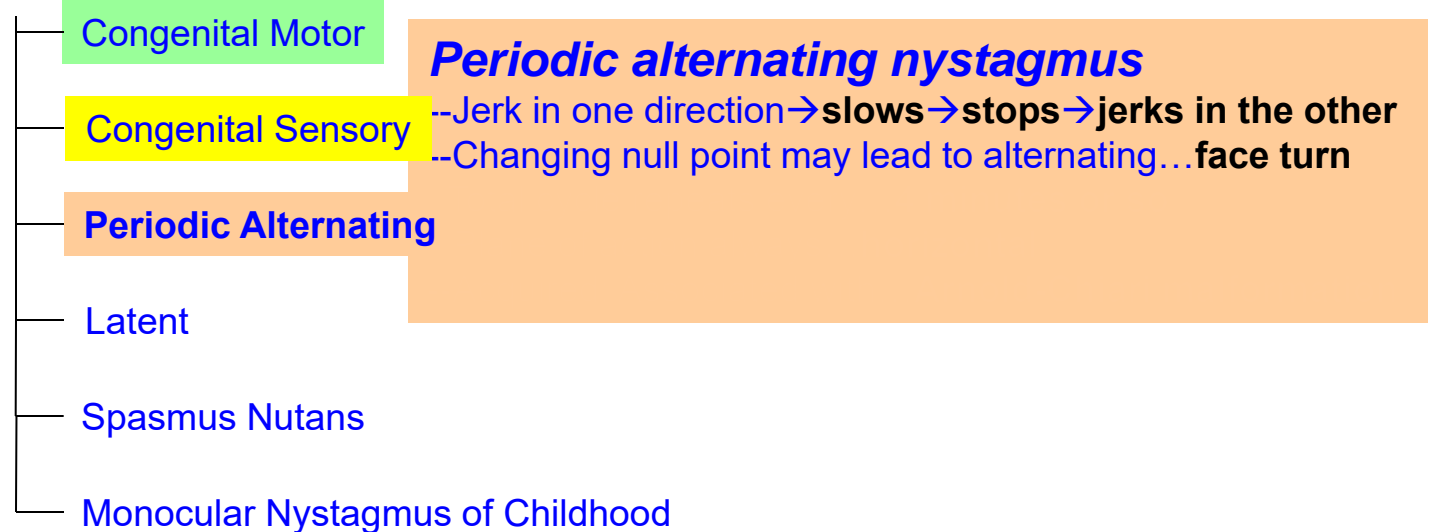 Congenital Motor
Periodic alternating nystagmus
--Jerk in one direction→slows→stops→jerks in the other
Congenital Sensory
--Changing null point may lead to alternating…face turn
Periodic Alternating
Latent
Spasmus Nutans
Monocular Nystagmus of Childhood